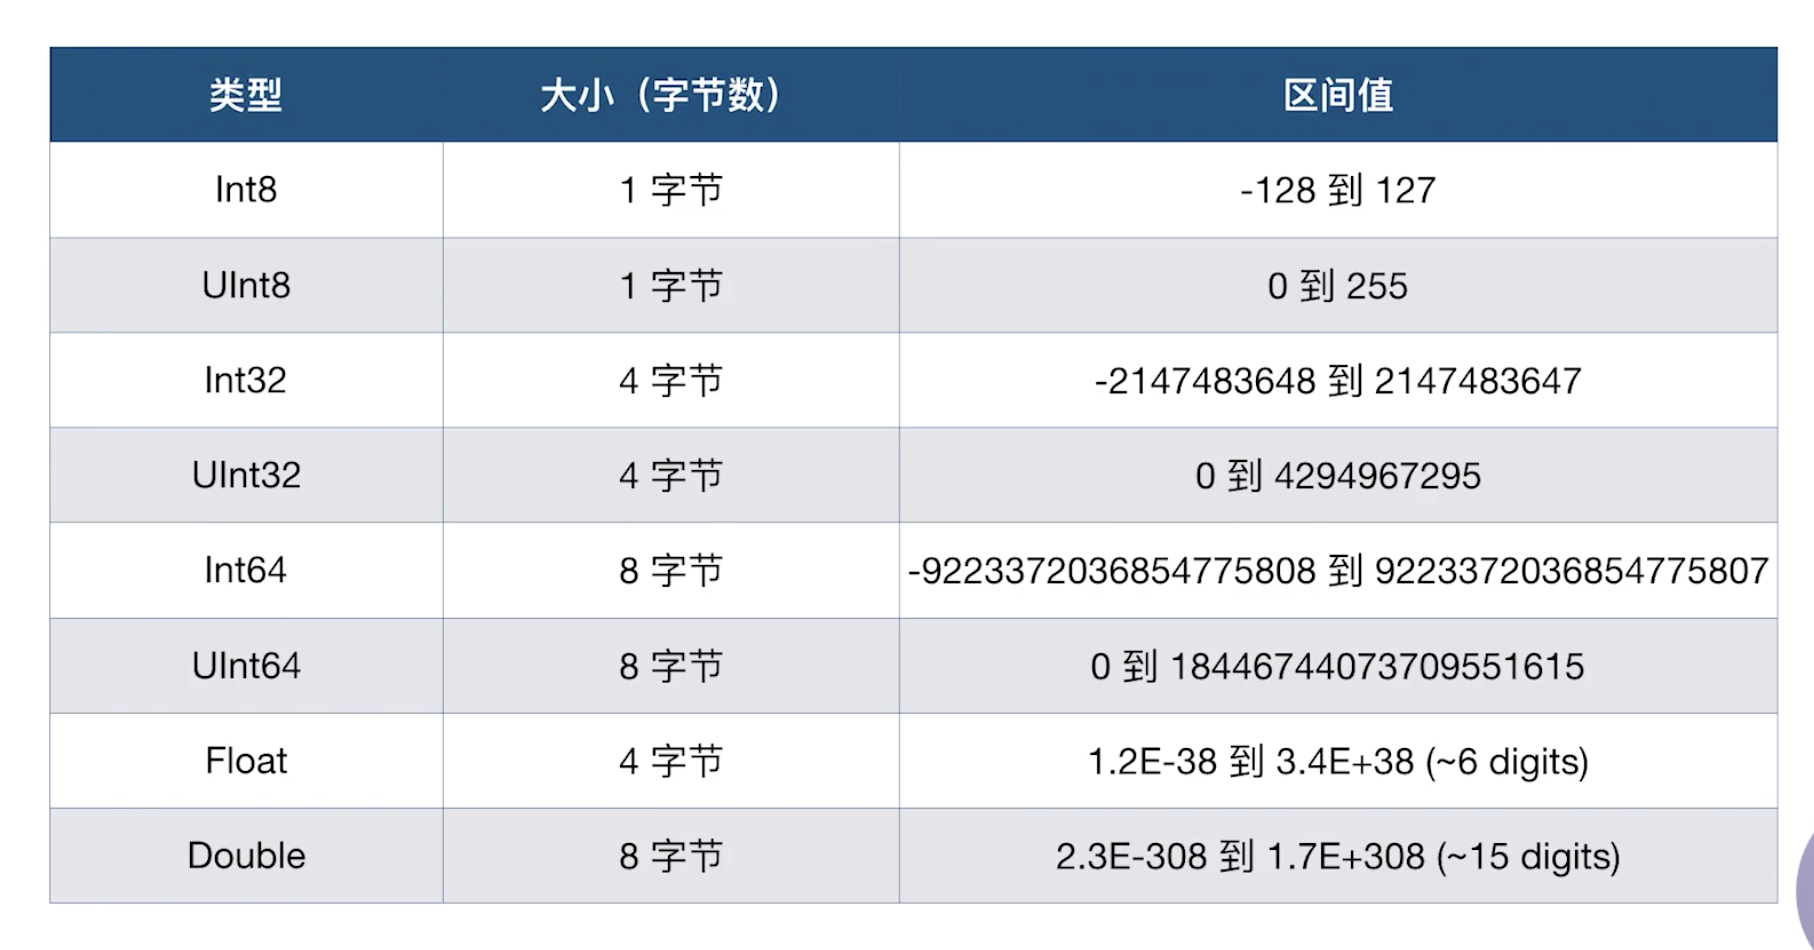 类型 大小（字节数） 区间值
Int8 1 字节 -128 到 127
UInt8 1 字节 0 到 255
Int32 4 字节 -2147483648 到 2147483647
UInt32 4 字节 0 到 4294967295
Int64 8 字节 -9223372036854775808 到 9223372036854775807
UInt64 8 字节 0 到 18446744073709551615
Float 4 字节 1.2E-38 到 3.4E+38 (~6 digits)
Double 8 字节 2.3E-308 到 1.7E+308 (~15 digits)